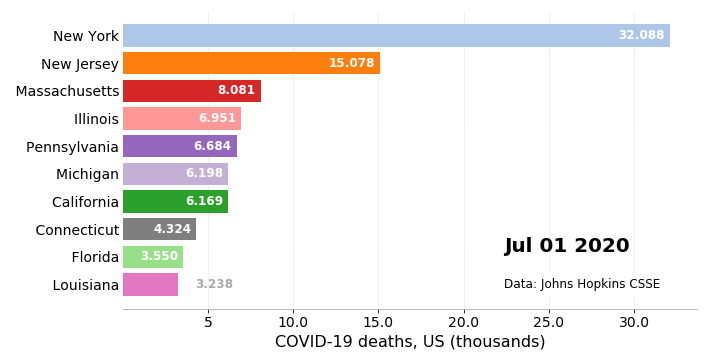 New York 32.088
New Jersey 15.078
Massachusetts 8.081
Illinois 6.951
Pennsylvania 6.684
Michigan 6.198
California 6.169
Connecticut 4.324
Florida 3.550
Louisiana 3.238
Jul 01 2020
Data: Johns Hopkins CSSE
5 10.0 15.0 20.0 25.0 30.0
COVID-19 deaths, US (thousands)